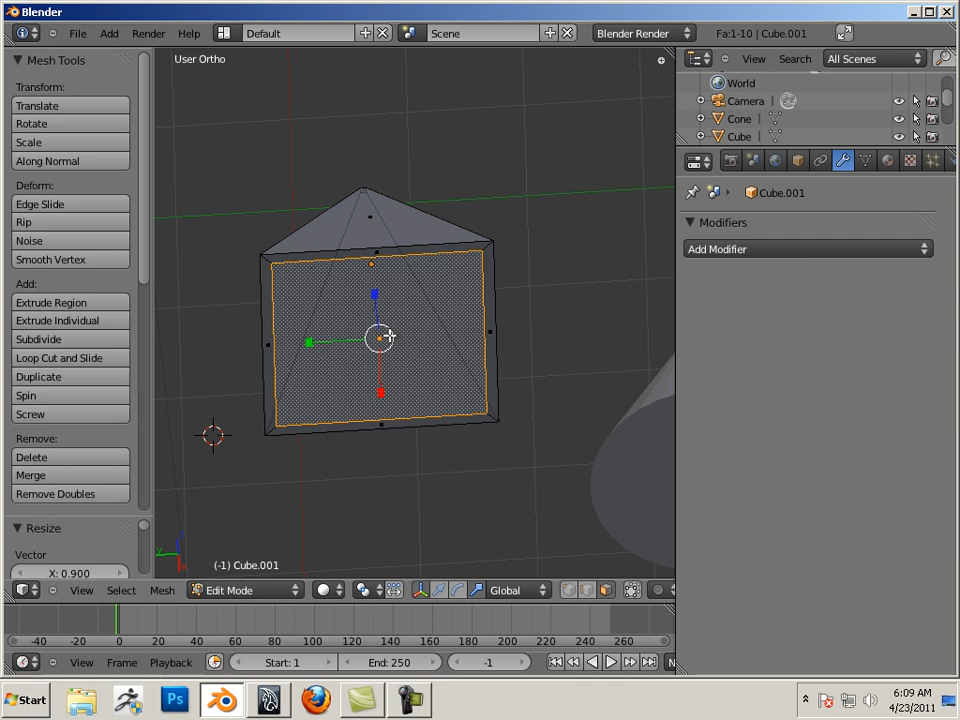 Blender
File Add Render Help Default Scene Blender Render Fa:1-10 | Cube.001
Mesh Tools
Transform:
Translate
Rotate
Scale
Along Normal
Deform:
Edge Slide
Rip
Noise
Smooth Vertex
Add:
Extrude Region
Extrude Individual
Subdivide
Loop Cut and Slide
Duplicate
Spin
Screw
Remove:
Delete
Merge
Remove Doubles
Resize
Vector
X: 0.900
User Ortho
(-1) Cube.001
View Search All Scenes
World
Camera
Cone
Cube
Cube.001
Modifiers
Add Modifier
View Select Mesh Edit Mode Global
-40 -20 0 20 40 60 80 100 120 140 160 180 200 220 240 260
View Frame Playback Start: 1 End: 250 -1
Start Ps 6:09 AM
4/23/2011